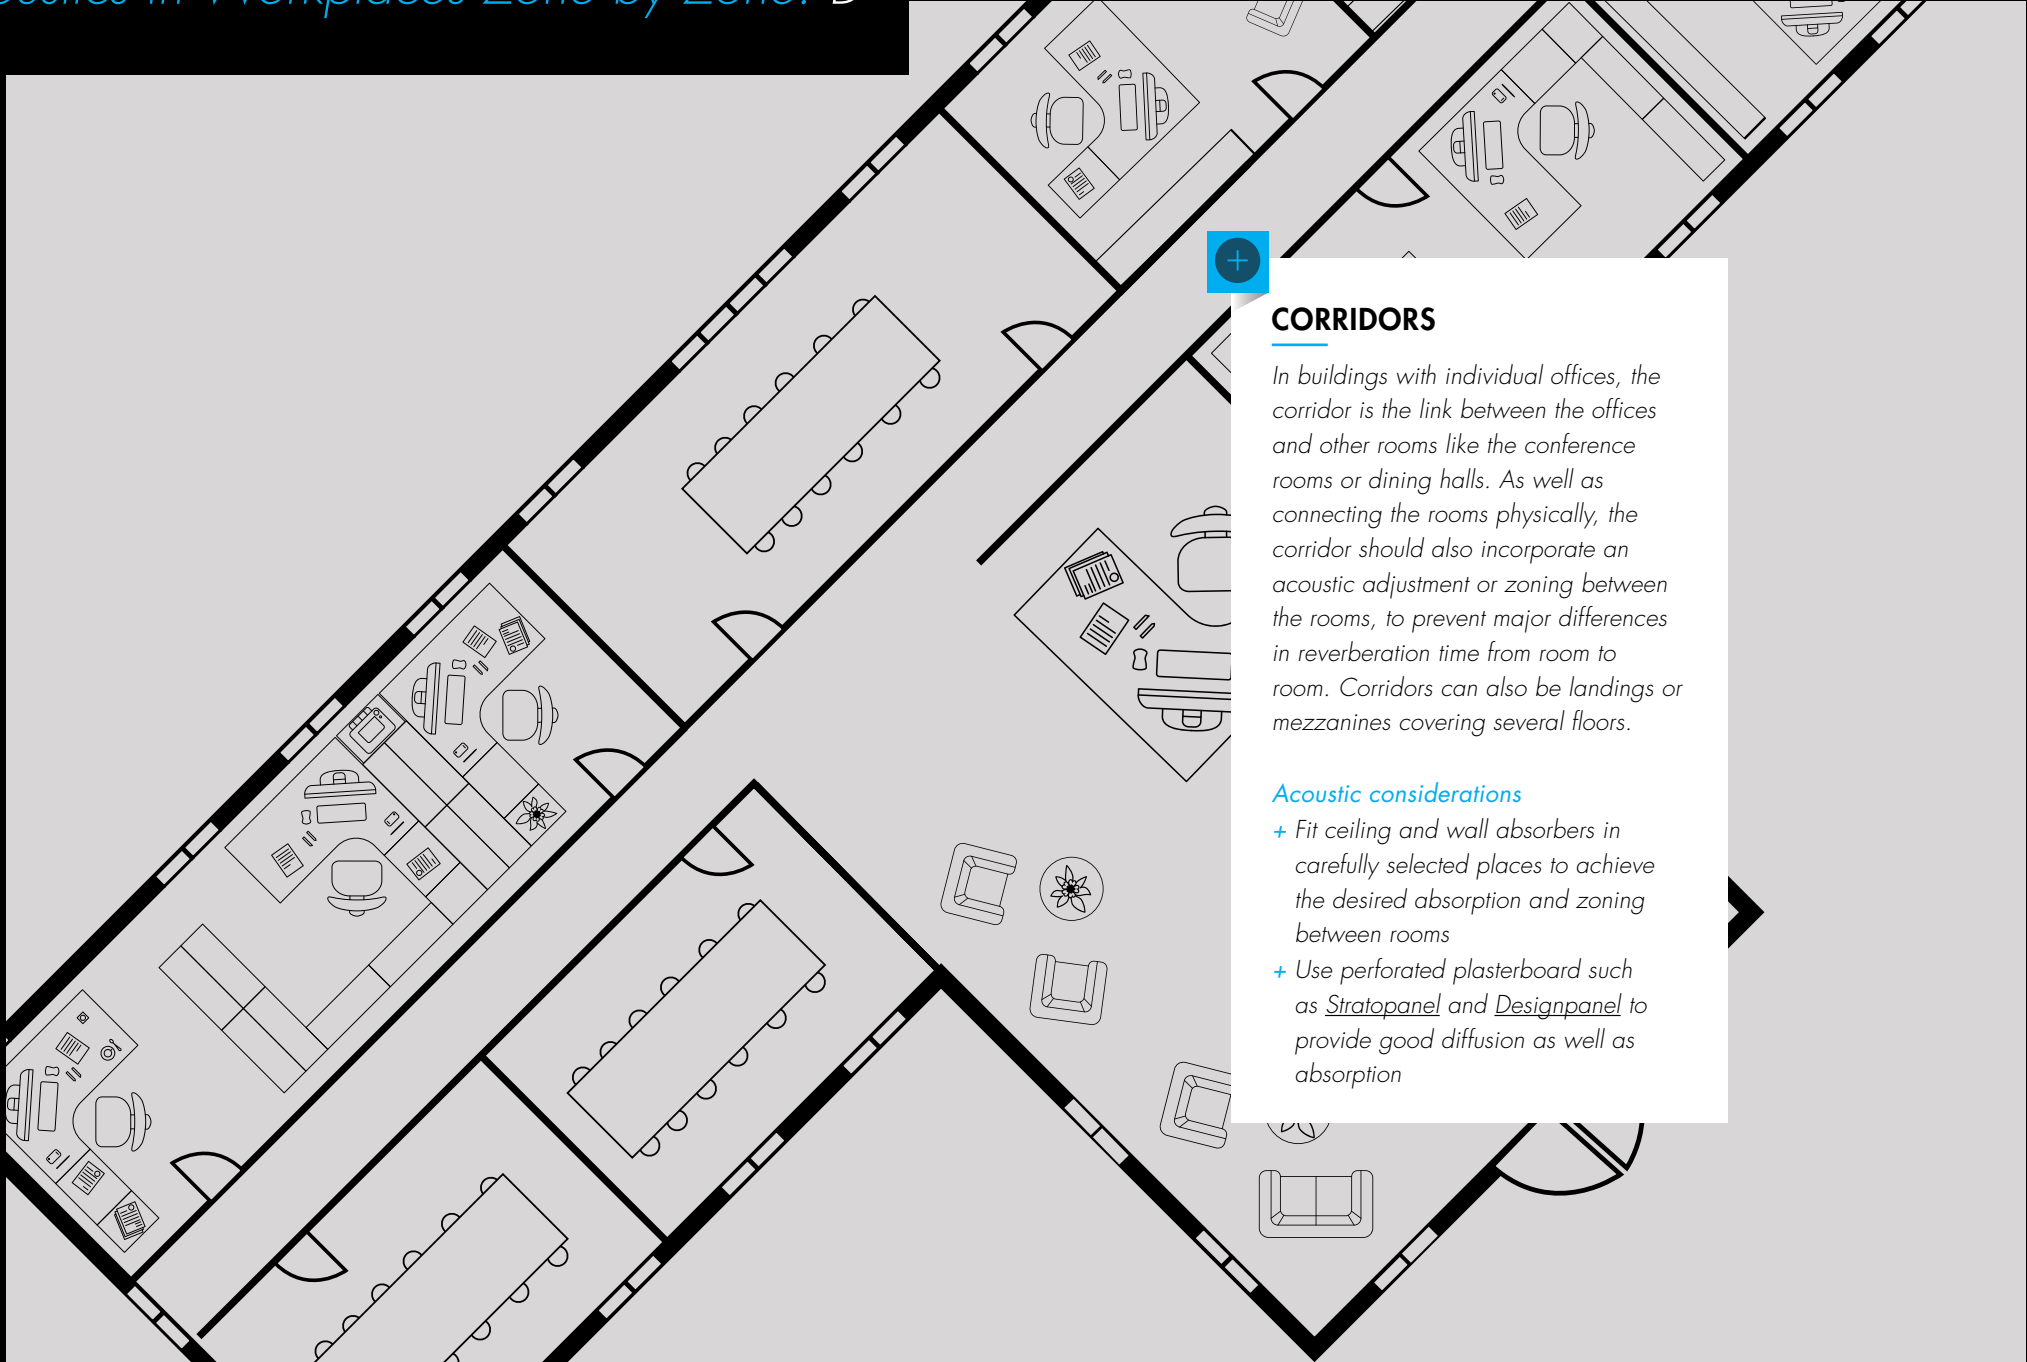 in Workplaces Zone by Zone.
CORRIDORS
In buildings with individual offices, the
corridor is the link between the offices
and other rooms like the conference
rooms or dining halls. As well as
connecting the rooms physically, the
corridor should also incorporate an
acoustic adjustment or zoning between
the rooms, to prevent major differences
in reverberation time from room to
room. Corridors can also be landings or
mezzanines covering several floors.
Acoustic considerations
+ Fit ceiling and wall absorbers in
carefully selected places to achieve
the desired absorption and zoning
between rooms
+ Use perforated plasterboard such
as Stratopanel and Designpanel to
provide good diffusion as well as
absorption